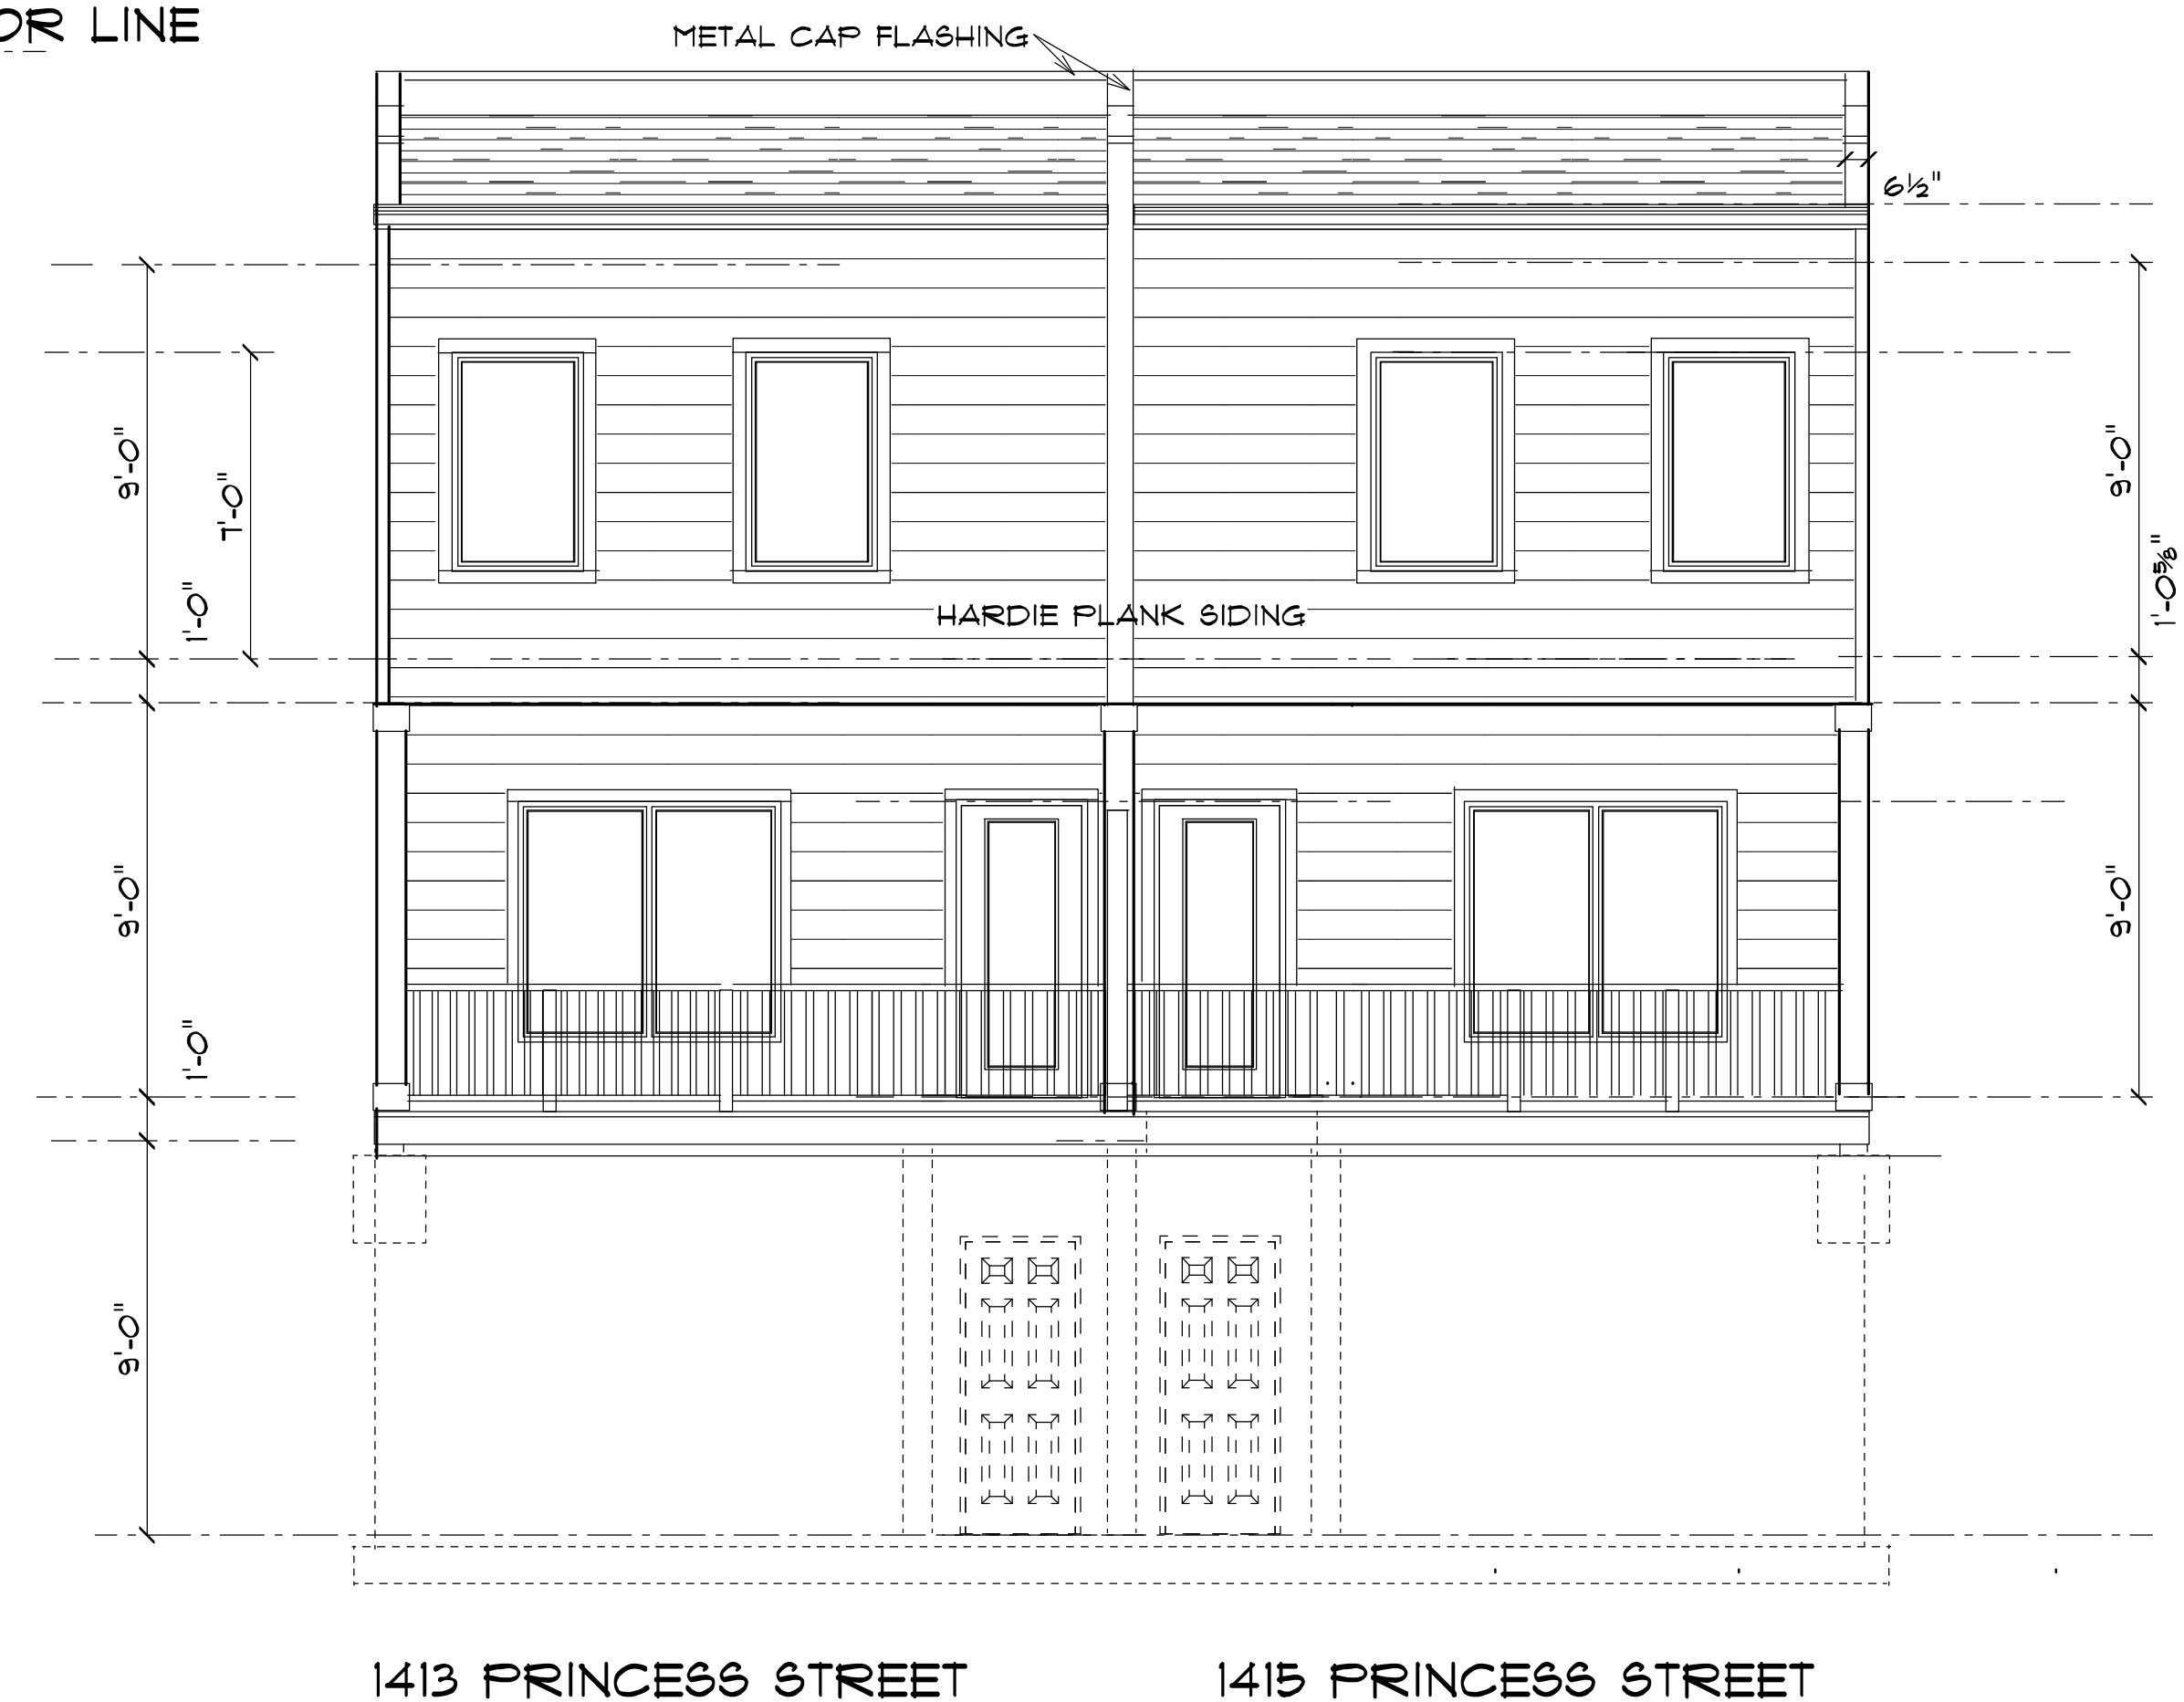 OR LINE
METAL CAP FLASHING
6½"
9'-0"
7'-0"
1'-0"
9'-0"
1'-0⅝"
HARDIE PLANK SIDING
9'-0"
9'-0"
1'-0"
9'-0"
1413 PRINCESS STREET
1415 PRINCESS STREET